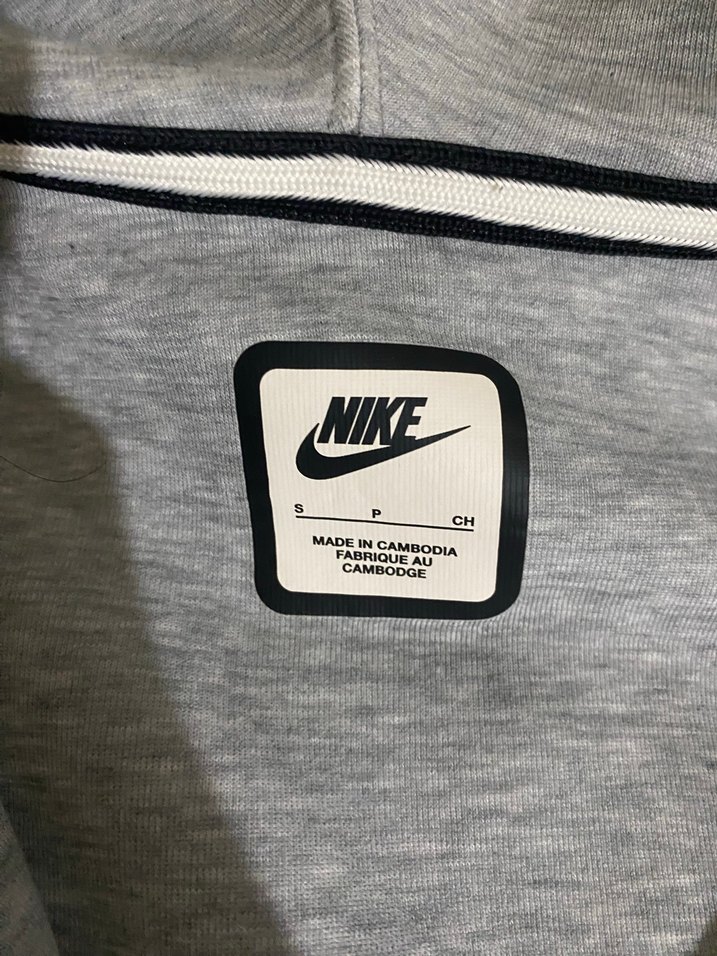 NIKE
S P CH
MADE IN CAMBODIA
FABRIQUE AU
CAMBODGE